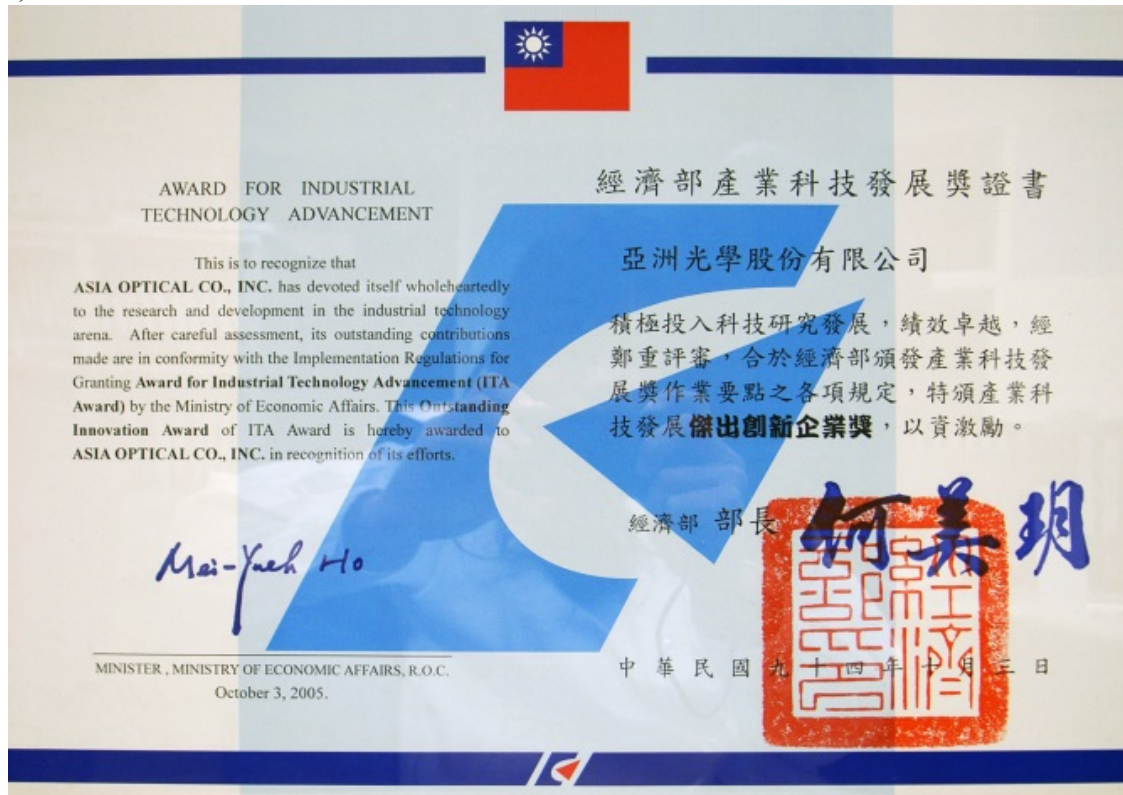 AWARD FOR INDUSTRIAL
TECHNOLOGY ADVANCEMENT
This is to recognize that
ASIA OPTICAL CO., INC. has devoted itself wholeheartedly
to the research and development in the industrial technology
arena. After careful assessment, its outstanding contributions
made are in conformity with the Implementation Regulations for
Granting Award for Industrial Technology Advancement (ITA
Award) by the Ministry of Economic Affairs. This Outstanding
Innovation Award of ITA Award is hereby awarded to
ASIA OPTICAL CO., INC. in recognition of its efforts.
Mei-Yueh Ho
MINISTER , MINISTRY OF ECONOMIC AFFAIRS, R.O.C.
October 3, 2005.
經濟部產業科技發展獎證書
亞洲光學股份有限公司
積極投入科技研究發展，績效卓越，經
鄭重評審，合於經濟部頒發產業科技發
展獎作業要點之各項規定，特頒產業科
技發展傑出創新企業獎，以資激勵。
經濟部 部長 何美玥
經濟部印
中華民國九十四年十月三日